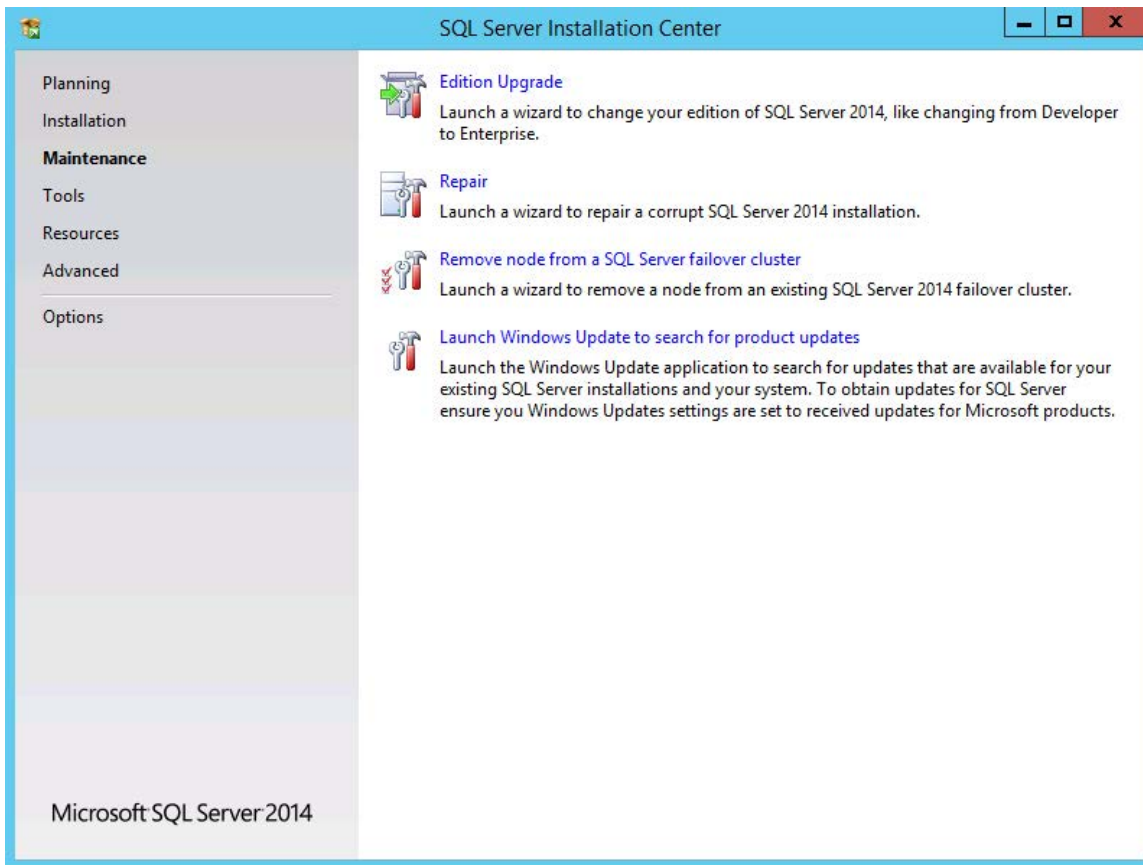 SQL Server Installation Center
Planning
Installation
Maintenance
Tools
Resources
Advanced
Options
Edition Upgrade
Launch a wizard to change your edition of SQL Server 2014, like changing from Developer
to Enterprise.
Repair
Launch a wizard to repair a corrupt SQL Server 2014 installation.
Remove node from a SQL Server failover cluster
Launch a wizard to remove a node from an existing SQL Server 2014 failover cluster.
Launch Windows Update to search for product updates
Launch the Windows Update application to search for updates that are available for your
existing SQL Server installations and your system. To obtain updates for SQL Server
ensure you Windows Updates settings are set to received updates for Microsoft products.
Microsoft SQL Server 2014